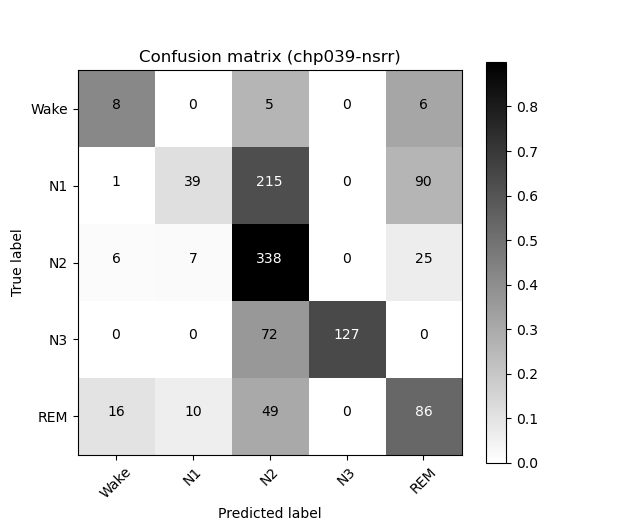 Confusion matrix (chp039-nsrr)
Wake 8 0 5 0 6
N1 1 39 215 0 90
N2 6 7 338 0 25
N3 0 0 72 127 0
REM 16 10 49 0 86
Wake N1 N2 N3 REM
Predicted label
True label
0.8
0.7
0.6
0.5
0.4
0.3
0.2
0.1
0.0